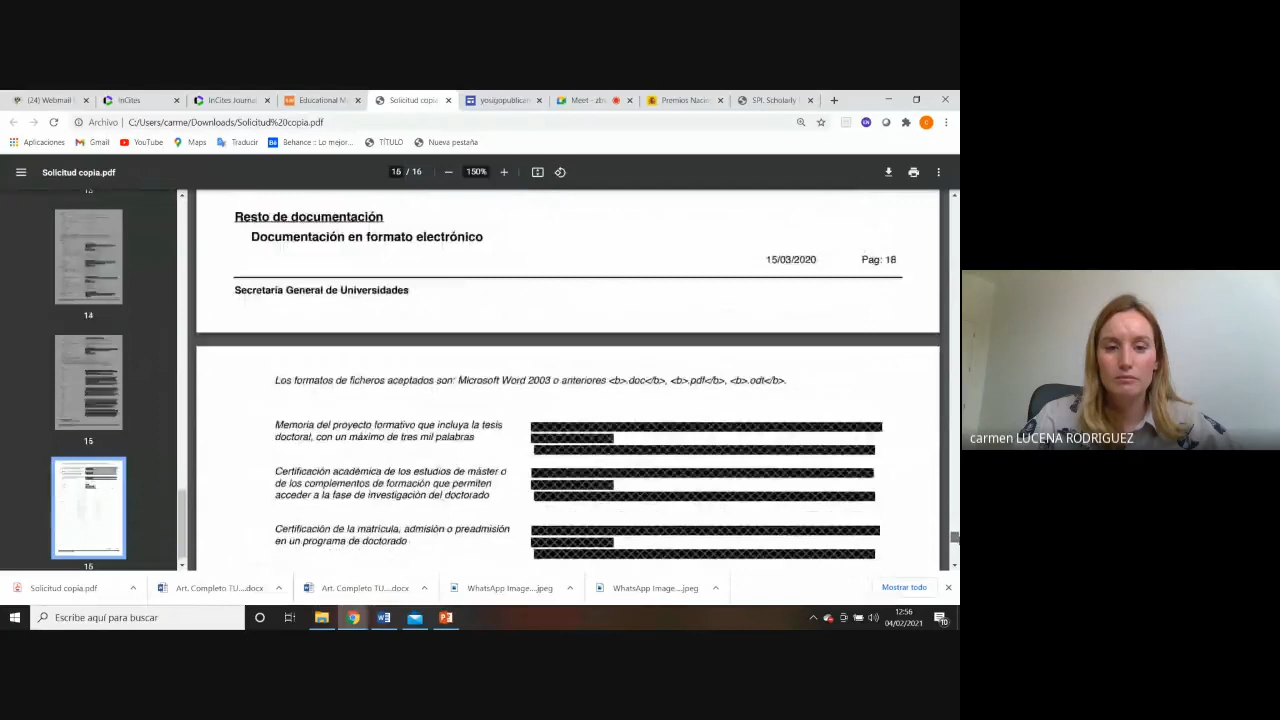 (24) Webmail
InCites
InCites Journal
Educational M
Solicitud copia
yosigopublican
Meet – zb
Premios Nacio
SPI. Scholarly
Archivo
C:/Users/carme/Downloads/Solicitud%20copia.pdf
Aplicaciones
Gmail
YouTube
Maps
Traducir
Behance :: Lo mejor...
TÍTULO
Nueva pestaña
Solicitud copia.pdf
/ 16
150%
14
15
16
Resto de documentación
Documentación en formato electrónico
15/03/2020 Pag: 18
Secretaría General de Universidades
Los formatos de ficheros aceptados son: Microsoft Word 2003 o anteriores <b>.doc</b>, <b>.pdf</b>, <b>.odt</b>.
Memoria del proyecto formativo que incluya la tesis
doctoral, con un máximo de tres mil palabras
Certificación académica de los estudios de máster o
de los complementos de formación que permiten
acceder a la fase de investigación del doctorado
Certificación de la matrícula, admisión o preadmisión
en un programa de doctorado
carmen LUCENA RODRIGUEZ
Solicitud copia.pdf
Art. Completo TU....docx
Art. Completo TU....docx
WhatsApp Image....jpeg
WhatsApp Image....jpeg
Mostrar todo
Escribe aquí para buscar
12:56
04/02/2021